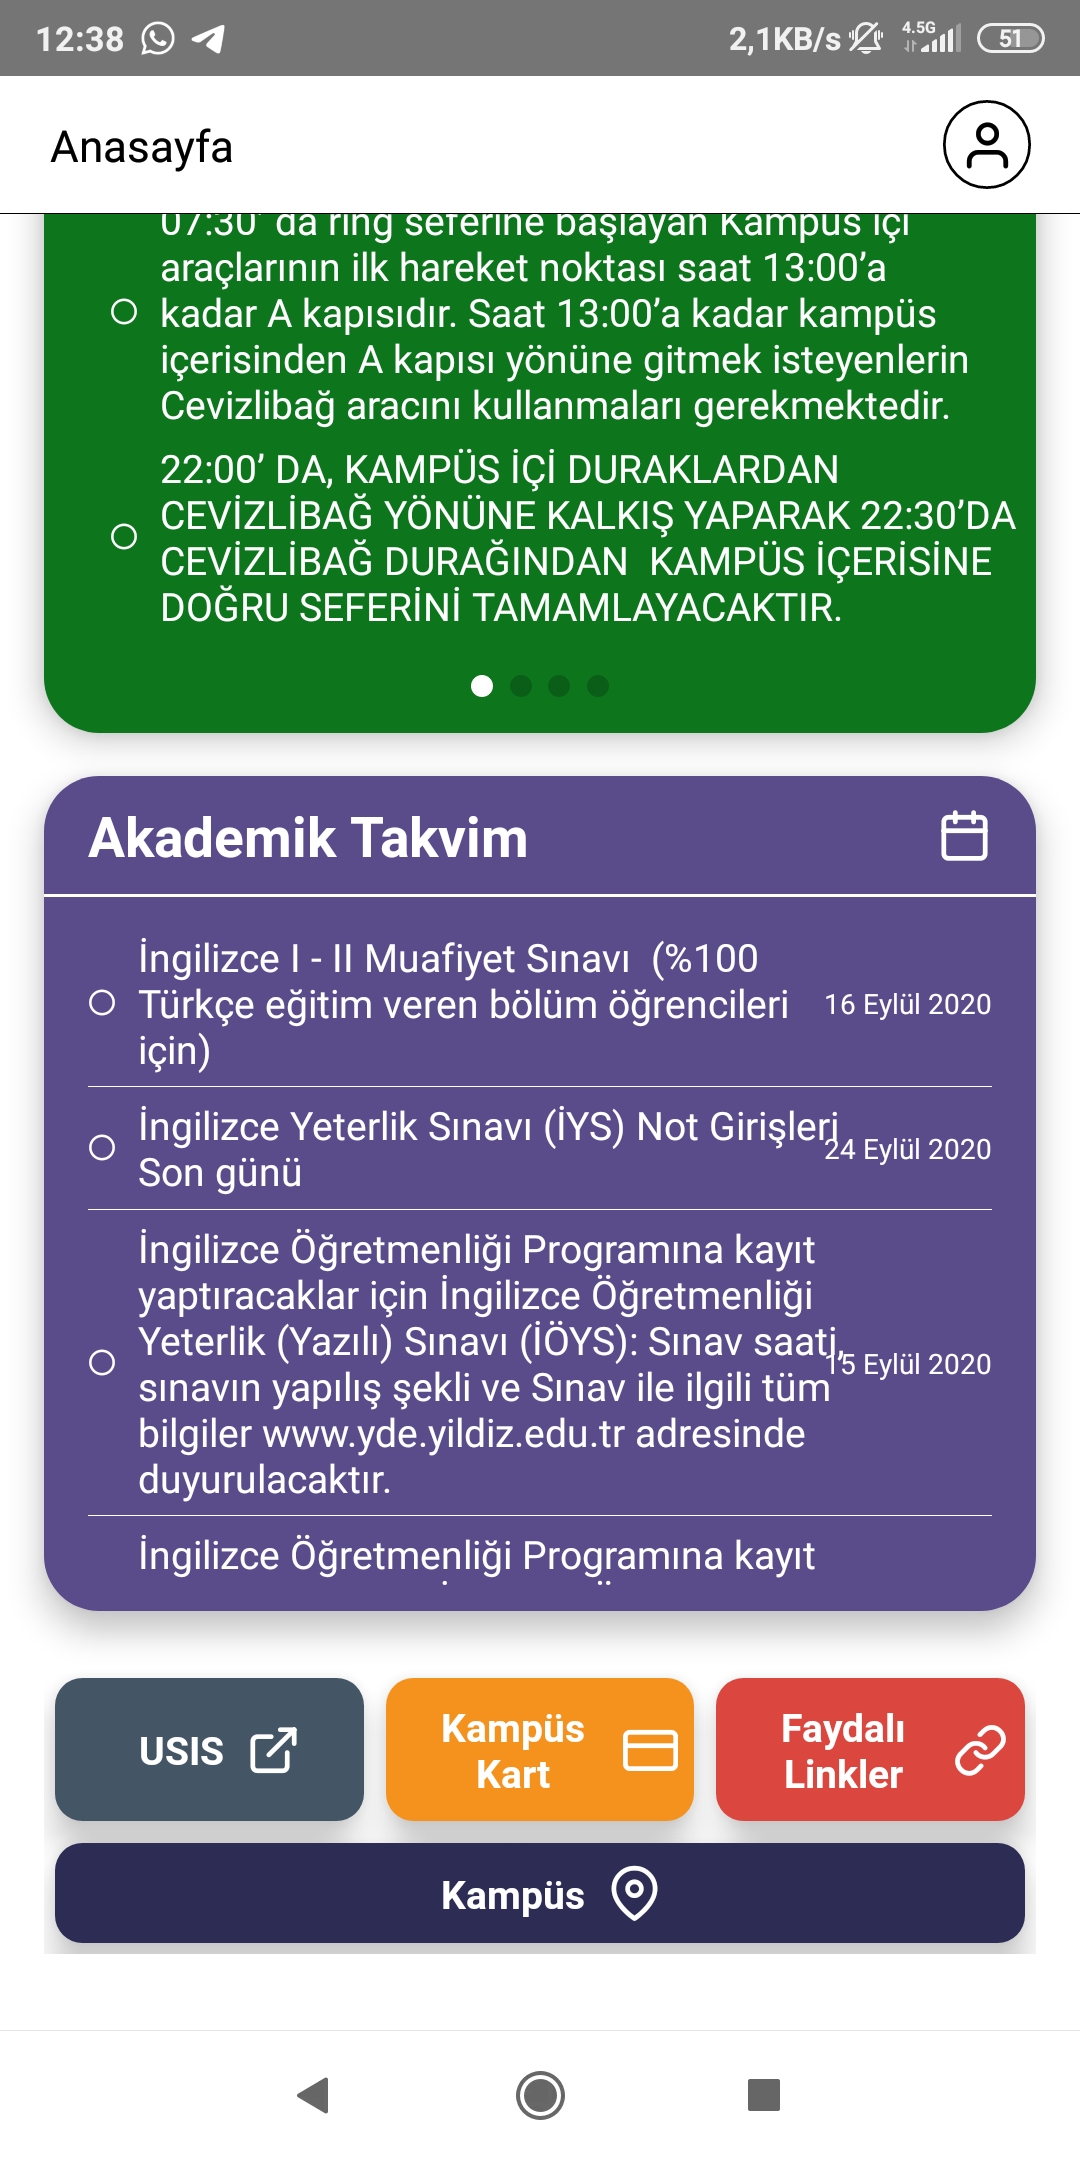 12:38
2,1KB/s
4.5G
51
Anasayfa
07:30’ da ring seferine başlayan Kampüs içi
araçlarının ilk hareket noktası saat 13:00’a
kadar A kapısıdır. Saat 13:00’a kadar kampüs
içerisinden A kapısı yönüne gitmek isteyenlerin
Cevizlibağ aracını kullanmaları gerekmektedir.
22:00’ DA, KAMPÜS İÇİ DURAKLARDAN
CEVİZLİBAĞ YÖNÜNE KALKIŞ YAPARAK 22:30’DA
CEVİZLİBAĞ DURAĞINDAN  KAMPÜS İÇERİSİNE
DOĞRU SEFERİNİ TAMAMLAYACAKTIR.
Akademik Takvim
İngilizce I - II Muafiyet Sınavı  (%100
Türkçe eğitim veren bölüm öğrencileri
için)
16 Eylül 2020
İngilizce Yeterlik Sınavı (İYS) Not Girişleri
Son günü
24 Eylül 2020
İngilizce Öğretmenliği Programına kayıt
yaptıracaklar için İngilizce Öğretmenliği
Yeterlik (Yazılı) Sınavı (İÖYS): Sınav saati,
sınavın yapılış şekli ve Sınav ile ilgili tüm
bilgiler www.yde.yildiz.edu.tr adresinde
duyurulacaktır.
15 Eylül 2020
İngilizce Öğretmenliği Programına kayıt
USIS
Kampüs
Kart
Faydalı
Linkler
Kampüs